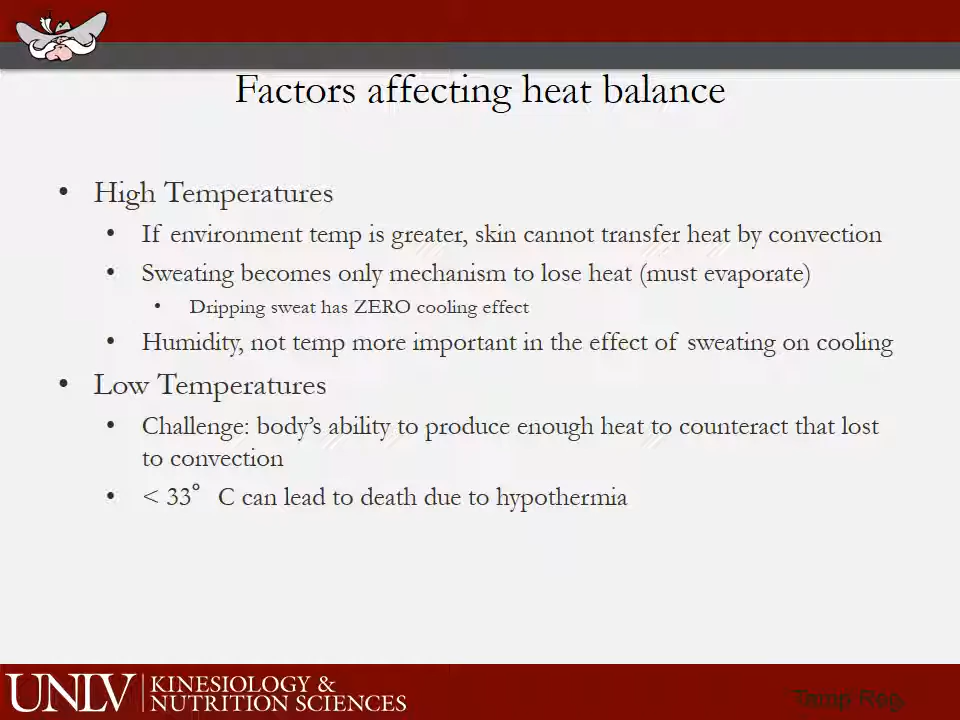 Factors affecting heat balance
• High Temperatures
• If environment temp is greater, skin cannot transfer heat by convection
• Sweating becomes only mechanism to lose heat (must evaporate)
• Dripping sweat has ZERO cooling effect
• Humidity, not temp more important in the effect of sweating on cooling
• Low Temperatures
• Challenge: body’s ability to produce enough heat to counteract that lost
to convection
• < 33° C can lead to death due to hypothermia
UNLV
KINESIOLOGY &
NUTRITION SCIENCES
Temp Reg.